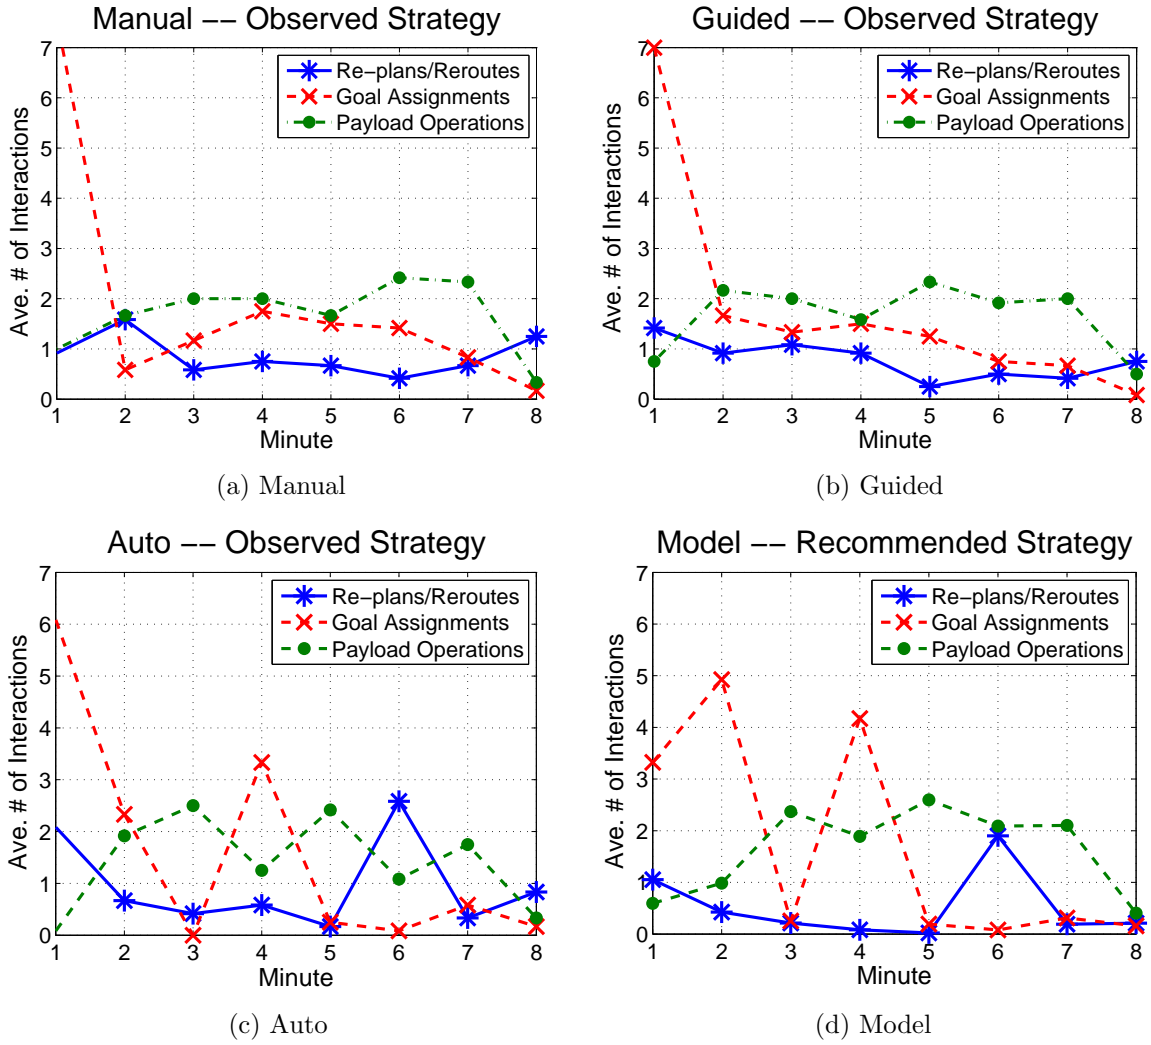 Manual -- Observed Strategy
7
6
5
4
3
2
1
0
Ave. # of Interactions
Re-plans/Reroutes
Goal Assignments
Payload Operations
1 2 3 4 5 6 7 8
Minute
(a) Manual
Guided -- Observed Strategy
7
6
5
4
3
2
1
0
Ave. # of Interactions
Re-plans/Reroutes
Goal Assignments
Payload Operations
1 2 3 4 5 6 7 8
Minute
(b) Guided
Auto -- Observed Strategy
7
6
5
4
3
2
1
0
Ave. # of Interactions
Re-plans/Reroutes
Goal Assignments
Payload Operations
1 2 3 4 5 6 7 8
Minute
(c) Auto
Model -- Recommended Strategy
7
6
5
4
3
2
1
0
Ave. # of Interactions
Re-plans/Reroutes
Goal Assignments
Payload Operations
1 2 3 4 5 6 7 8
Minute
(d) Model